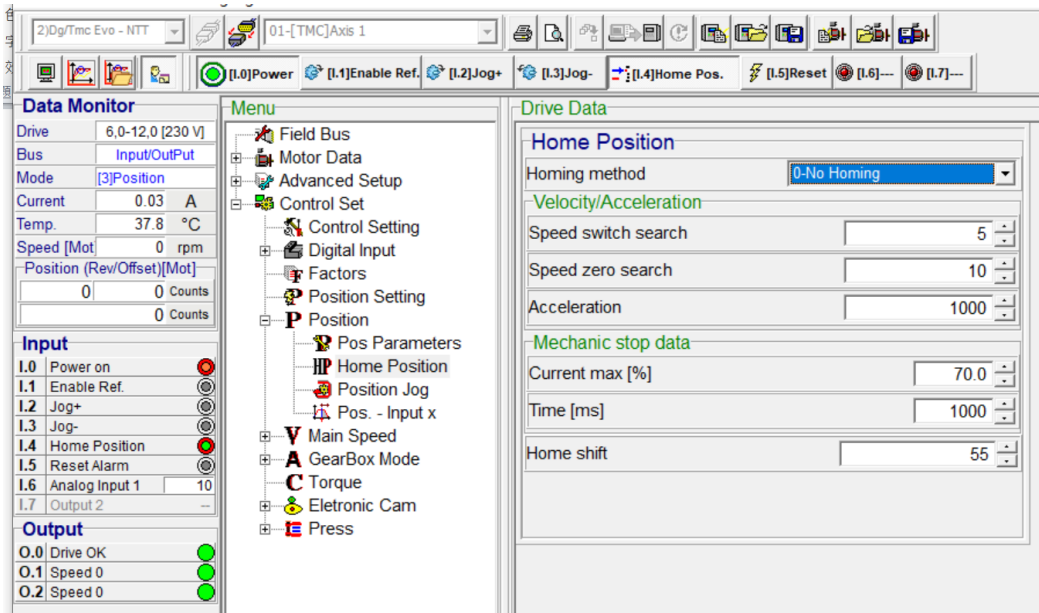 2)Dg/Tmc Evo - NTT
01-[TMC]Axis 1
[I.0]Power
[I.1]Enable Ref.
[I.2]Jog+
[I.3]Jog-
[I.4]Home Pos.
[I.5]Reset
[I.6]---
[I.7]---
Data Monitor
Drive 6,0-12,0 [230 V]
Bus Input/OutPut
Mode [3]Position
Current 0.03 A
Temp. 37.8 °C
Speed [Mot 0 rpm
Position (Rev/Offset)[Mot]
0 0 Counts
0 Counts
Input
I.0 Power on
I.1 Enable Ref.
I.2 Jog+
I.3 Jog-
I.4 Home Position
I.5 Reset Alarm
I.6 Analog Input 1 10
I.7 Output 2 --
Output
O.0 Drive OK
O.1 Speed 0
O.2 Speed 0
Menu
Field Bus
Motor Data
Advanced Setup
Control Set
Control Setting
Digital Input
Factors
Position Setting
P Position
Pos Parameters
HP Home Position
Position Jog
Pos. - Input x
V Main Speed
A GearBox Mode
C Torque
Eletronic Cam
Press
Drive Data
Home Position
Homing method 0-No Homing
Velocity/Acceleration
Speed switch search 5
Speed zero search 10
Acceleration 1000
Mechanic stop data
Current max [%] 70.0
Time [ms] 1000
Home shift 55